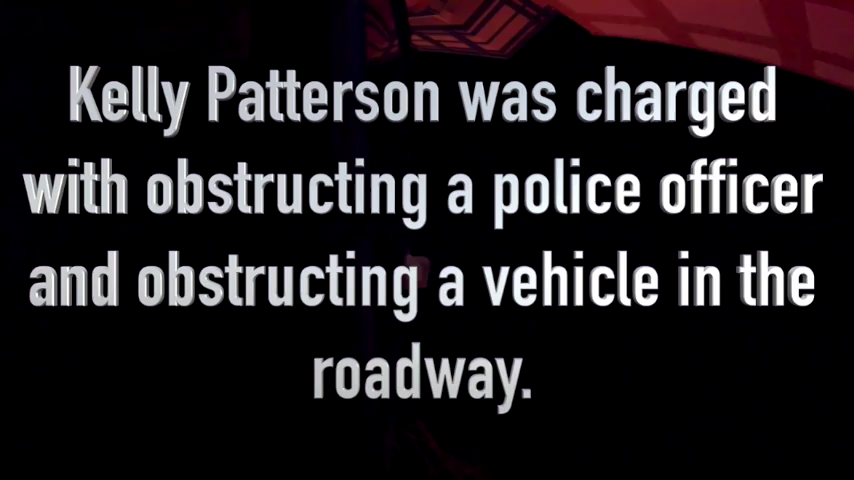 Kelly Patterson was charged
with obstructing a police officer
and obstructing a vehicle in the
roadway.